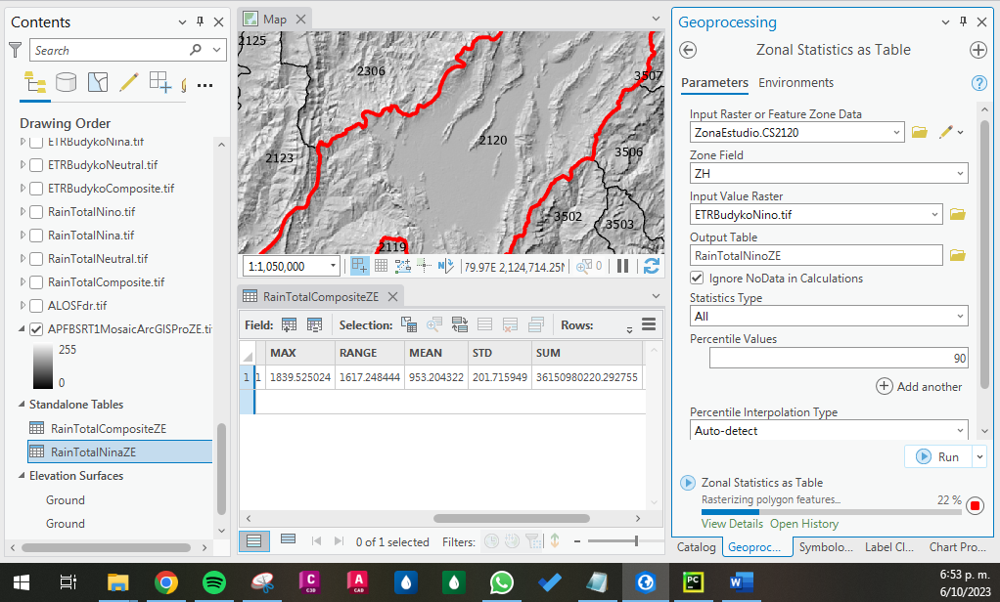 Contents
Search
Drawing Order
ETRBudykoNina.tif
ETRBudykoNeutral.tif
ETRBudykoComposite.tif
RainTotalNino.tif
RainTotalNina.tif
RainTotalNeutral.tif
RainTotalComposite.tif
ALOSFdr.tif
APFBSRT1MosaicArcGISProZE.ti
255
0
Standalone Tables
RainTotalCompositeZE
RainTotalNinaZE
Elevation Surfaces
Ground
Ground
Map
2125
2306
3507
2120
2123
3506
3502
3503
2119
1:1,050,000
79.97E 2,124,714.25N
0
RainTotalCompositeZE
Field: Selection: Rows:
MAX RANGE MEAN STD SUM
1 1 1839.525024 1617.248444 953.204322 201.715949 36150980220.292755
0 of 1 selected Filters:
Geoprocessing
Zonal Statistics as Table
Parameters Environments
Input Raster or Feature Zone Data
ZonaEstudio.CS2120
Zone Field
ZH
Input Value Raster
ETRBudykoNino.tif
Output Table
RainTotalNinoZE
Ignore NoData in Calculations
Statistics Type
All
Percentile Values
90
Add another
Percentile Interpolation Type
Auto-detect
Run
Zonal Statistics as Table
Rasterizing polygon features... 22 %
View Details Open History
Catalog Geoproc... Symbolo... Label Cl... Chart Pro...
C
C3D
A
CAD
PC
W
6:53 p. m.
6/10/2023